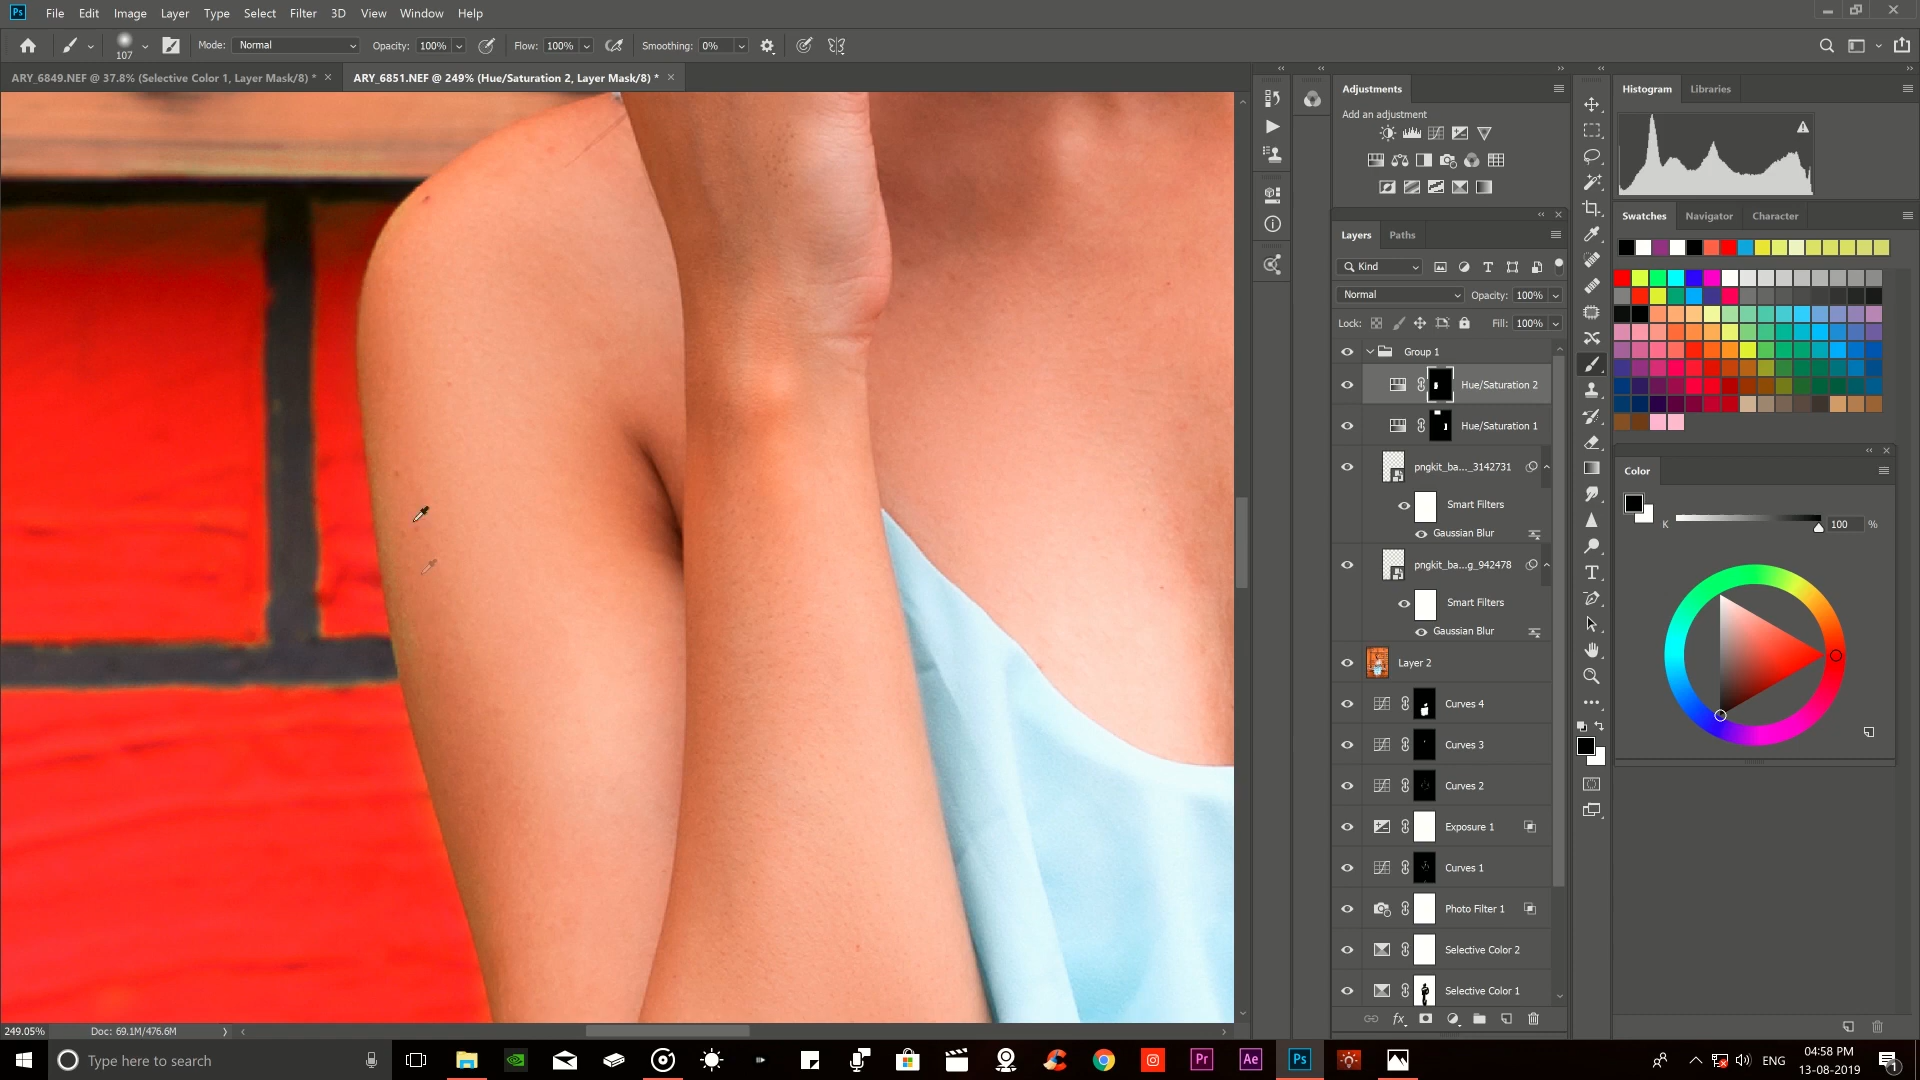 Ps File Edit Image Layer Type Select Filter 3D View Window Help
107 Mode: Normal Opacity: 100% Flow: 100% Smoothing: 0%
ARY_6849.NEF @ 37.8% (Selective Color 1, Layer Mask/8) * × ARY_6851.NEF @ 249% (Hue/Saturation 2, Layer Mask/8) * ×
Adjustments
Add an adjustment
Layers Paths
Kind
Normal Opacity: 100%
Lock: Fill: 100%
Group 1
Hue/Saturation 2
Hue/Saturation 1
pngkit_ba..._3142731
Smart Filters
Gaussian Blur
pngkit_ba...g_942478
Smart Filters
Gaussian Blur
Layer 2
Curves 4
Curves 3
Curves 2
Exposure 1
Curves 1
Photo Filter 1
Selective Color 2
Selective Color 1
fx
Histogram Libraries
Swatches Navigator Character
Color
K 100 %
249.05% Doc: 69.1M/476.6M
Type here to search
Pr Ae Ps
ENG
04:58 PM
13-08-2019
1